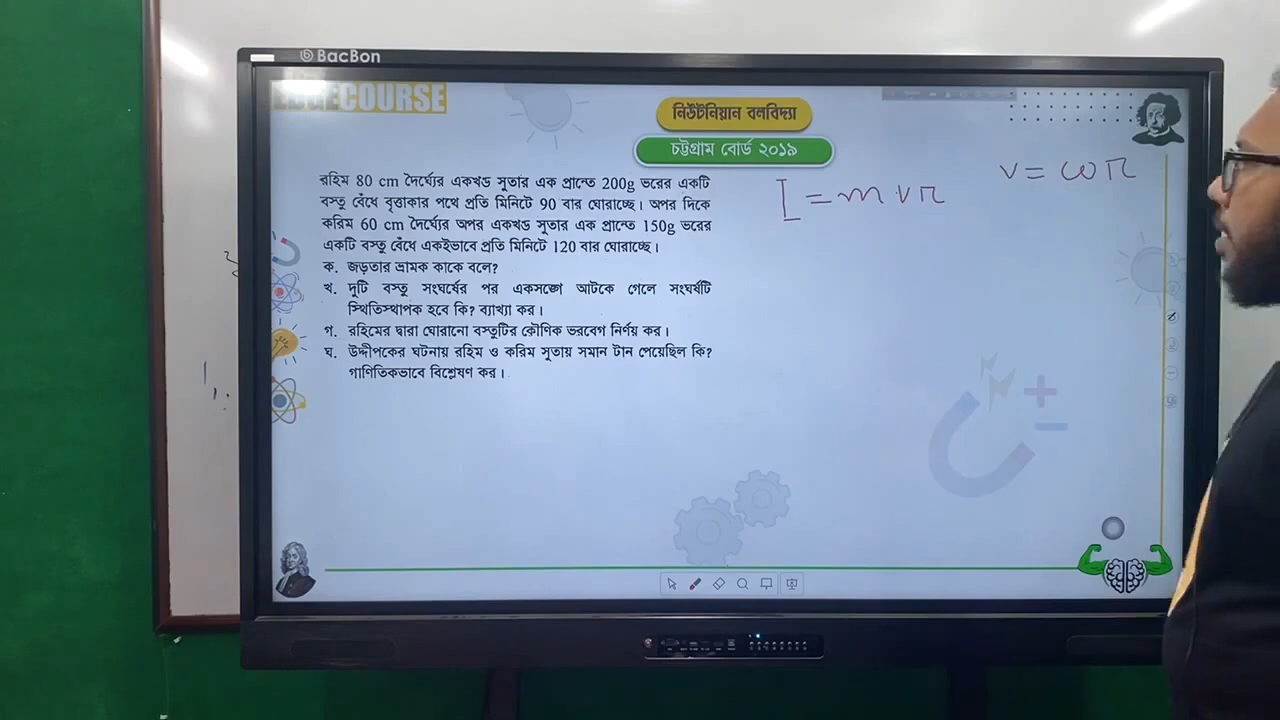 BacBon
EDGECOURSE
নিউটনিয়ান বলবিদ্যা
চট্টগ্রাম বোর্ড ২০১৯
রহিম 80 cm দৈর্ঘ্যের একখন্ড সুতার এক প্রান্তে 200g ভরের একটি
বস্তু বেঁধে বৃত্তাকার পথে প্রতি মিনিটে 90 বার ঘোরাচ্ছে। অপর দিকে
করিম 60 cm দৈর্ঘ্যের অপর একখন্ড সুতার এক প্রান্তে 150g ভরের
একটি বস্তু বেঁধে একইভাবে প্রতি মিনিটে 120 বার ঘোরাচ্ছে।
ক. জড়তার ভ্রামক কাকে বলে?
খ. দুটি বস্তু সংঘর্ষের পর একসঙ্গে আটকে গেলে সংঘর্ষটি
স্থিতিস্থাপক হবে কি? ব্যাখ্যা কর।
গ. রহিমের দ্বারা ঘোরানো বস্তুটির কৌণিক ভরবেগ নির্ণয় কর।
ঘ. উদ্দীপকের ঘটনায় রহিম ও করিম সুতায় সমান টান পেয়েছিল কি?
গাণিতিকভাবে বিশ্লেষণ কর।
L = mvr
v = ωr